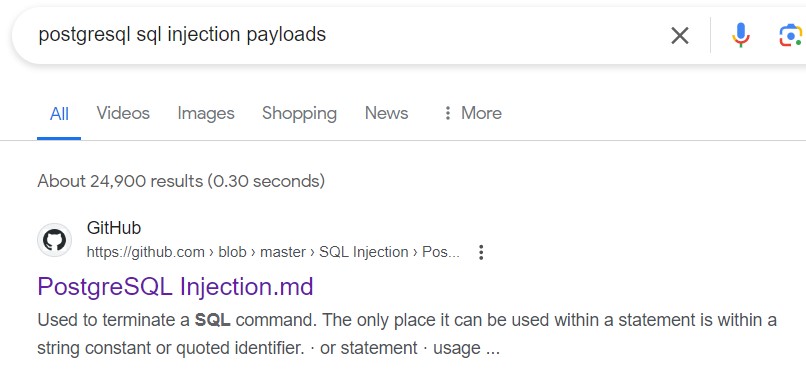 postgresql sql injection payloads
All Videos Images Shopping News More
About 24,900 results (0.30 seconds)
GitHub
https://github.com › blob › master › SQL Injection › Pos...
PostgreSQL Injection.md
Used to terminate a SQL command. The only place it can be used within a statement is within a
string constant or quoted identifier. · or statement · usage ...